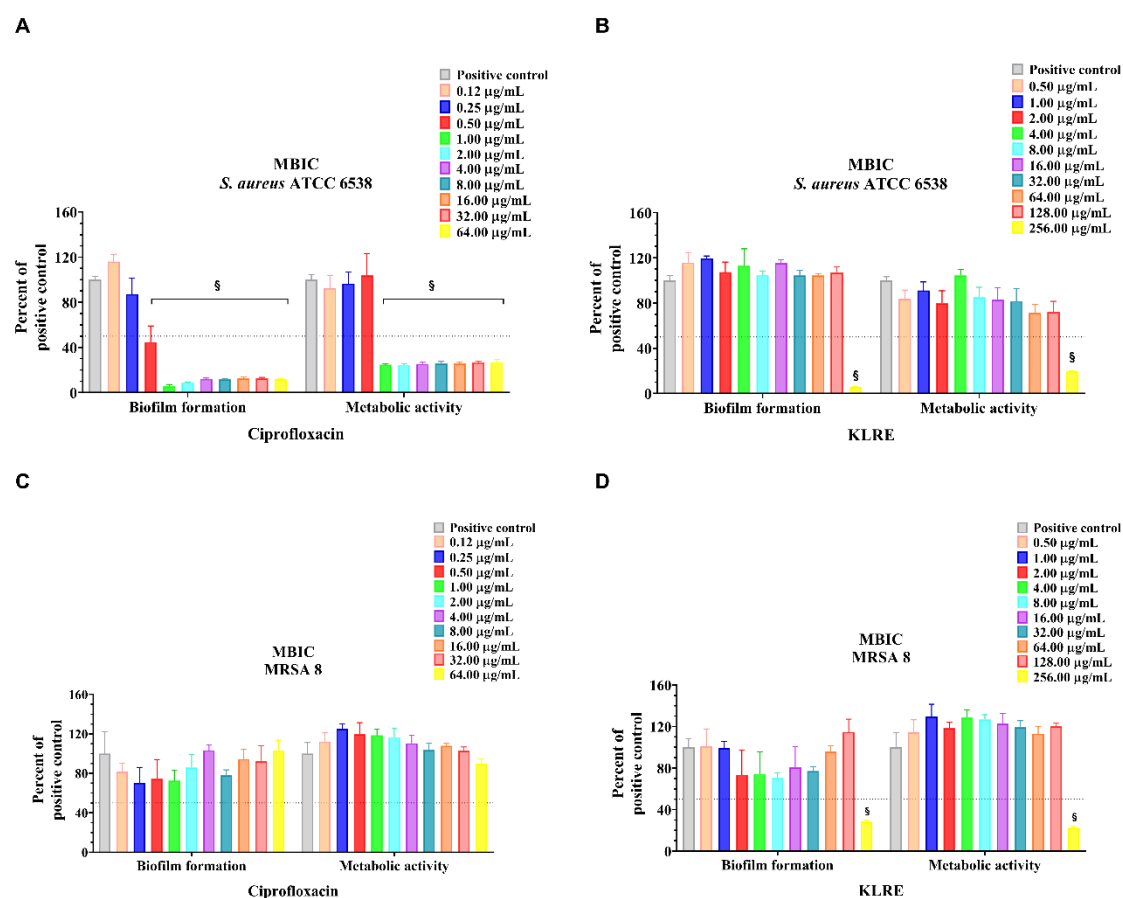 A
Positive control
0.12 µg/mL
0.25 µg/mL
0.50 µg/mL
1.00 µg/mL
2.00 µg/mL
4.00 µg/mL
8.00 µg/mL
16.00 µg/mL
32.00 µg/mL
64.00 µg/mL
MBIC
S. aureus ATCC 6538
Percent of
positive control
160
120
80
40
0
§
§
Biofilm formation
Metabolic activity
Ciprofloxacin
B
Positive control
0.50 µg/mL
1.00 µg/mL
2.00 µg/mL
4.00 µg/mL
8.00 µg/mL
16.00 µg/mL
32.00 µg/mL
64.00 µg/mL
128.00 µg/mL
256.00 µg/mL
MBIC
S. aureus ATCC 6538
Percent of
positive control
160
120
80
40
0
§
§
Biofilm formation
Metabolic activity
KLRE
C
Positive control
0.12 µg/mL
0.25 µg/mL
0.50 µg/mL
1.00 µg/mL
2.00 µg/mL
4.00 µg/mL
8.00 µg/mL
16.00 µg/mL
32.00 µg/mL
64.00 µg/mL
MBIC
MRSA 8
Percent of
positive control
160
120
80
40
0
Biofilm formation
Metabolic activity
Ciprofloxacin
D
Positive control
0.50 µg/mL
1.00 µg/mL
2.00 µg/mL
4.00 µg/mL
8.00 µg/mL
16.00 µg/mL
32.00 µg/mL
64.00 µg/mL
128.00 µg/mL
256.00 µg/mL
MBIC
MRSA 8
Percent of
positive control
160
120
80
40
0
§
§
Biofilm formation
Metabolic activity
KLRE